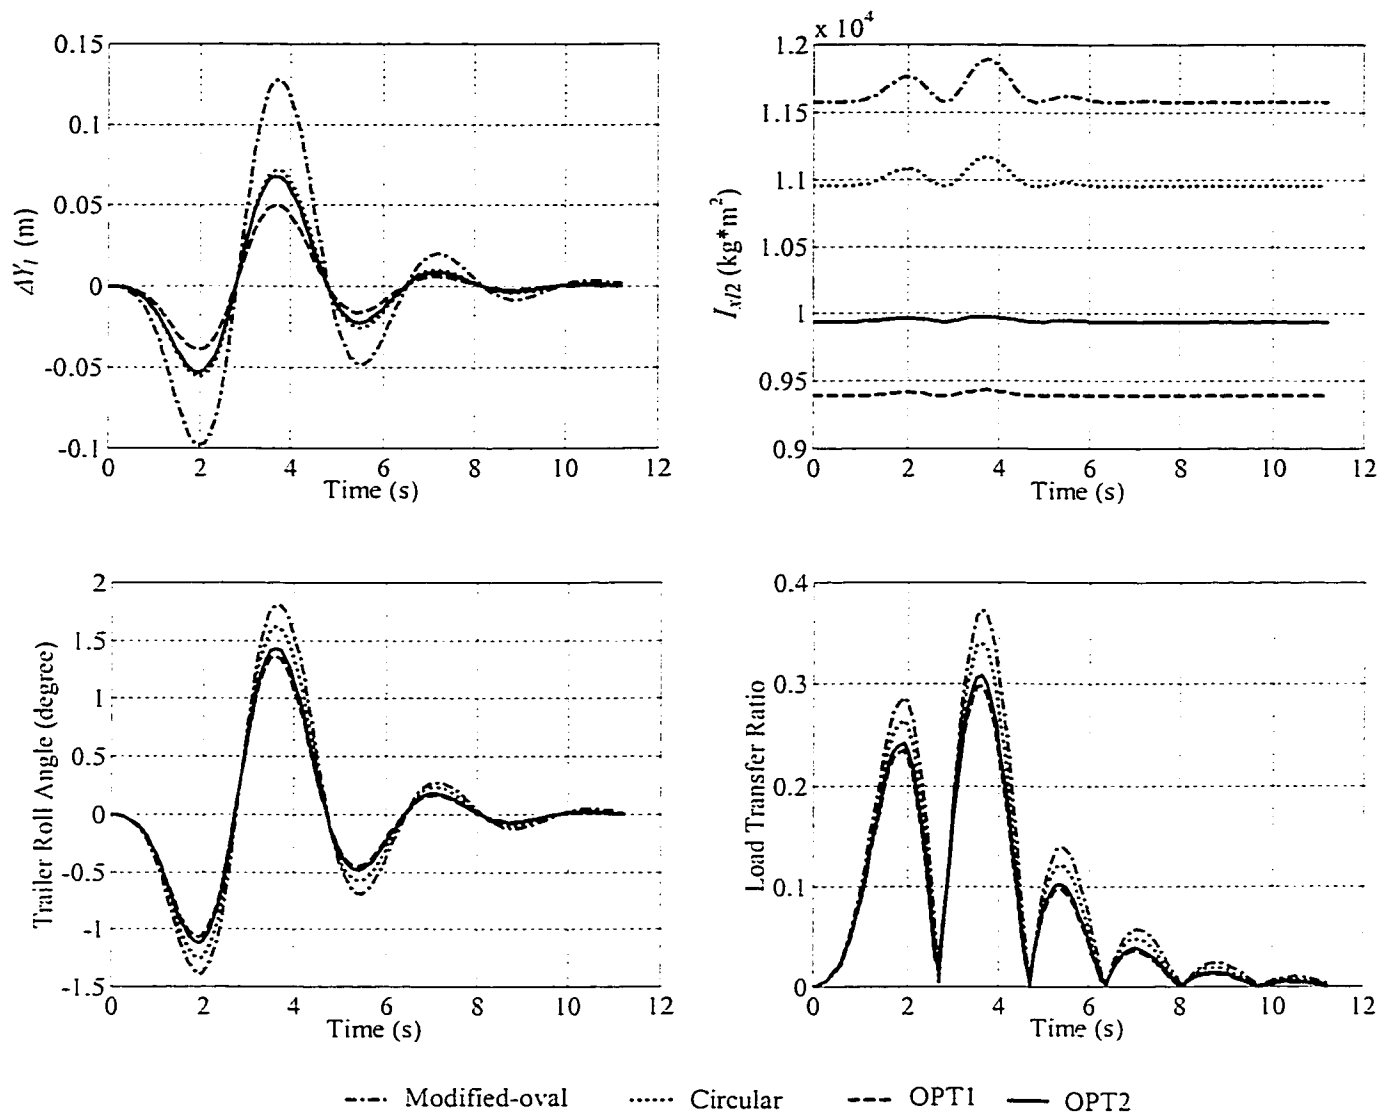 x 10⁴
0.15
0.1
0.05
0
-0.05
-0.1
ΔY_l (m)
0 2 4 6 8 10 12
Time (s)
1.2
1.15
1.1
1.05
1
0.95
0.9
I_xl2 (kg*m²)
0 2 4 6 8 10 12
Time (s)
2
1.5
1
0.5
0
-0.5
-1
-1.5
Trailer Roll Angle (degree)
0 2 4 6 8 10 12
Time (s)
0.4
0.3
0.2
0.1
0
Load Transfer Ratio
0 2 4 6 8 10 12
Time (s)
Modified-oval Circular OPT1 OPT2